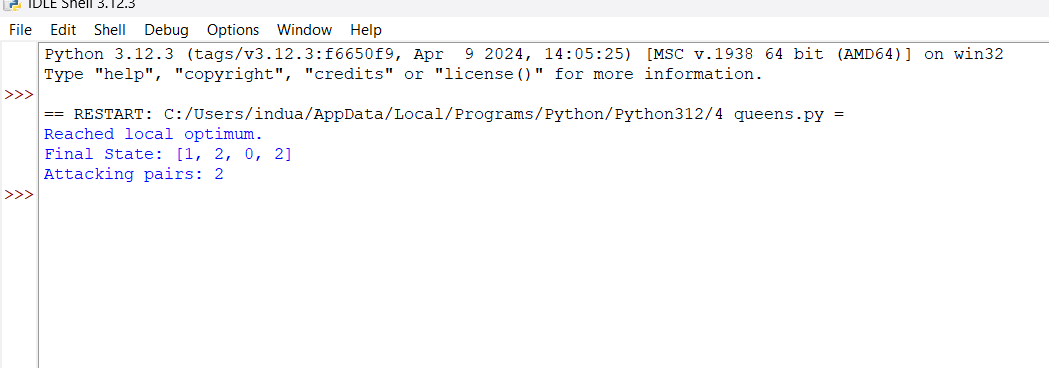 IDLE Shell 3.12.3
File Edit Shell Debug Options Window Help
Python 3.12.3 (tags/v3.12.3:f6650f9, Apr  9 2024, 14:05:25) [MSC v.1938 64 bit (AMD64)] on win32
Type "help", "copyright", "credits" or "license()" for more information.
>>>
== RESTART: C:/Users/indua/AppData/Local/Programs/Python/Python312/4 queens.py =
Reached local optimum.
Final State: [1, 2, 0, 2]
Attacking pairs: 2
>>>